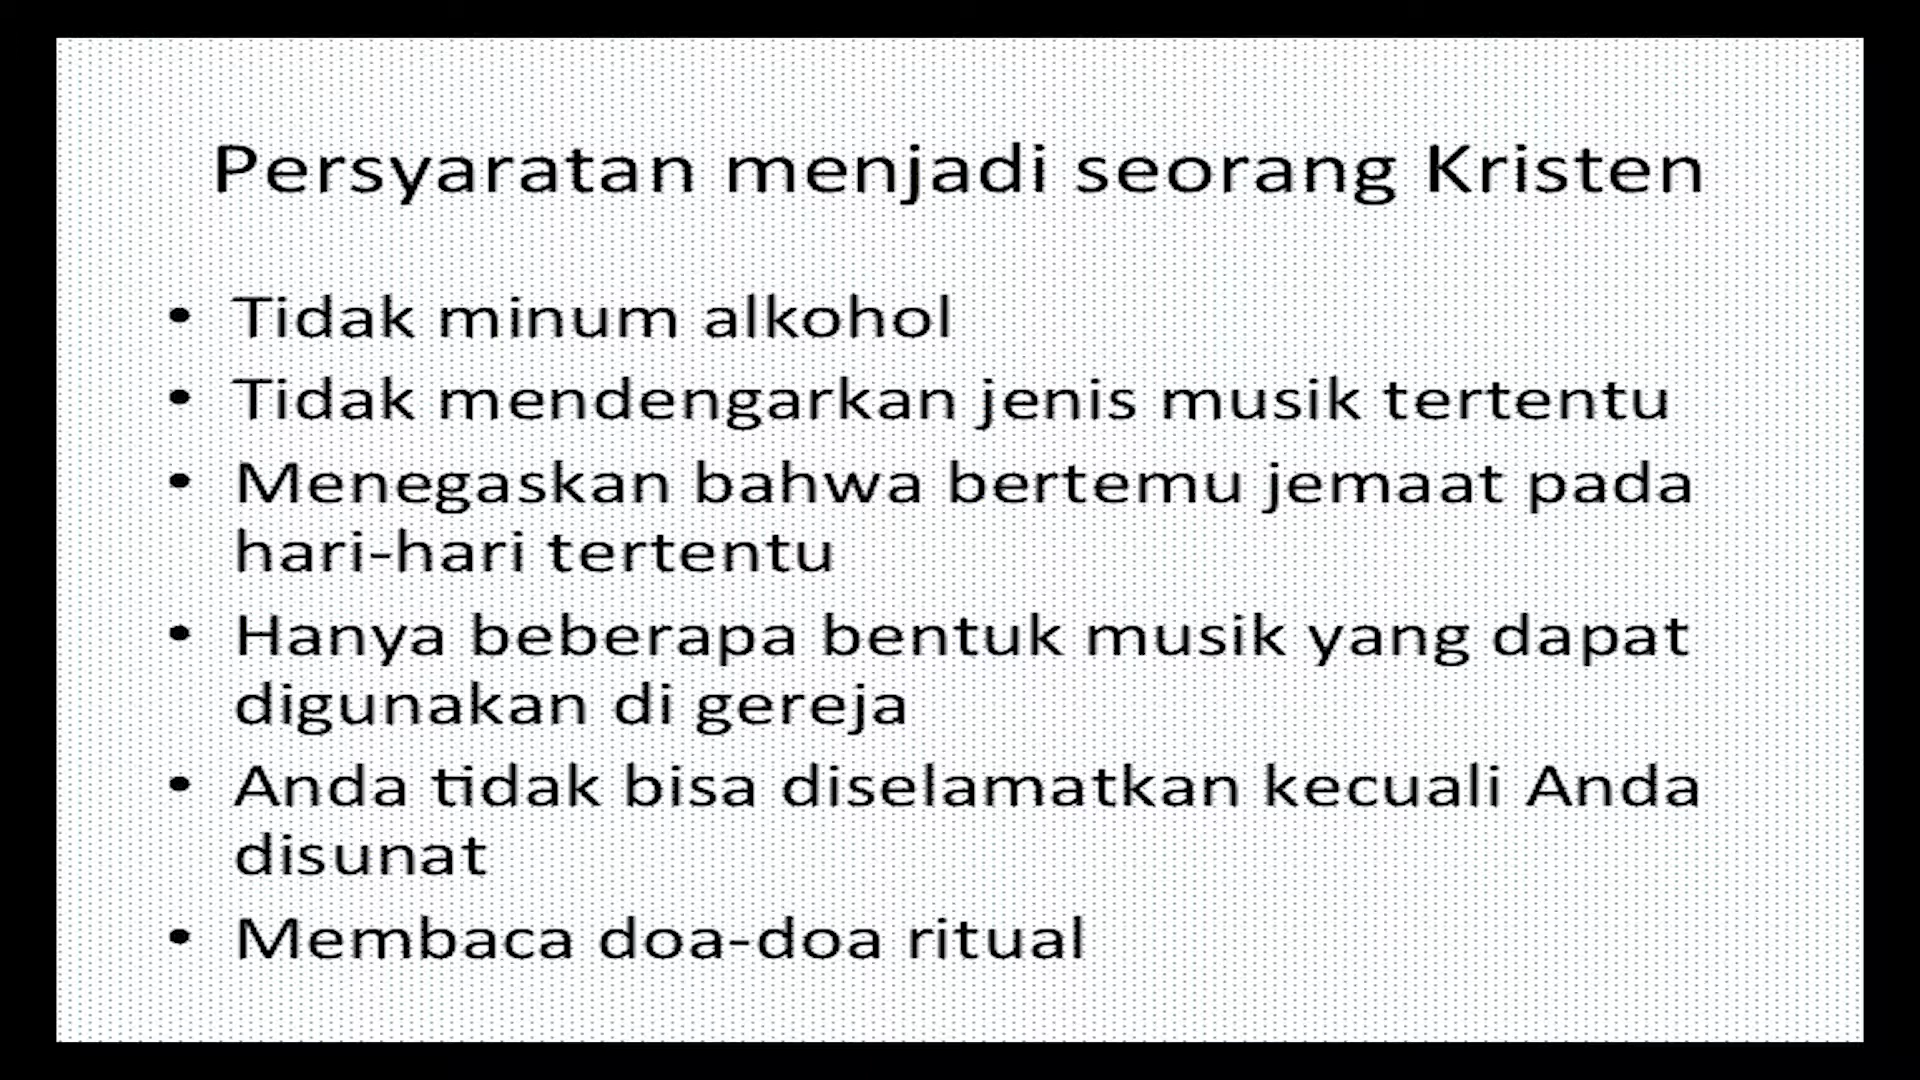 Persyaratan menjadi seorang Kristen
• Tidak minum alkohol
• Tidak mendengarkan jenis musik tertentu
• Menegaskan bahwa bertemu jemaat pada
hari-hari tertentu
• Hanya beberapa bentuk musik yang dapat
digunakan di gereja
• Anda tidak bisa diselamatkan kecuali Anda
disunat
• Membaca doa-doa ritual